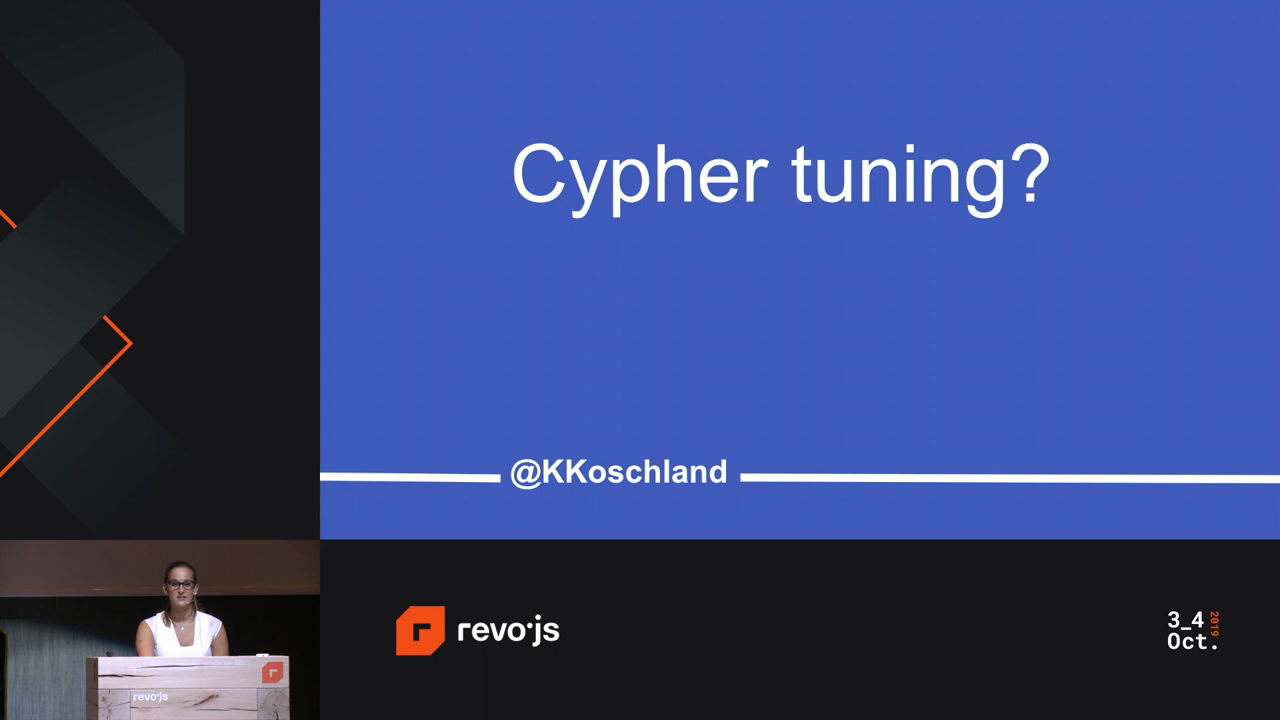 Cypher tuning?
@KKoschland
revo·js
3_4
Oct.
2019
revo·js